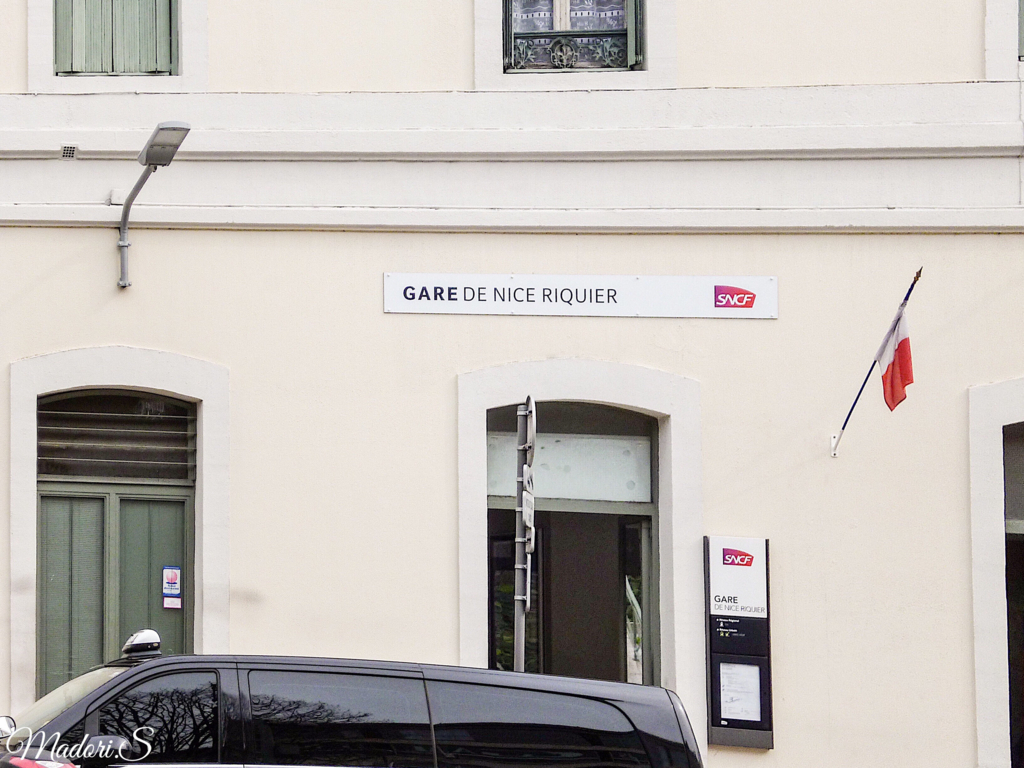 GARE DE NICE RIQUIER SNCF
SNCF
GARE
DE NICE RIQUIER
Madori.S